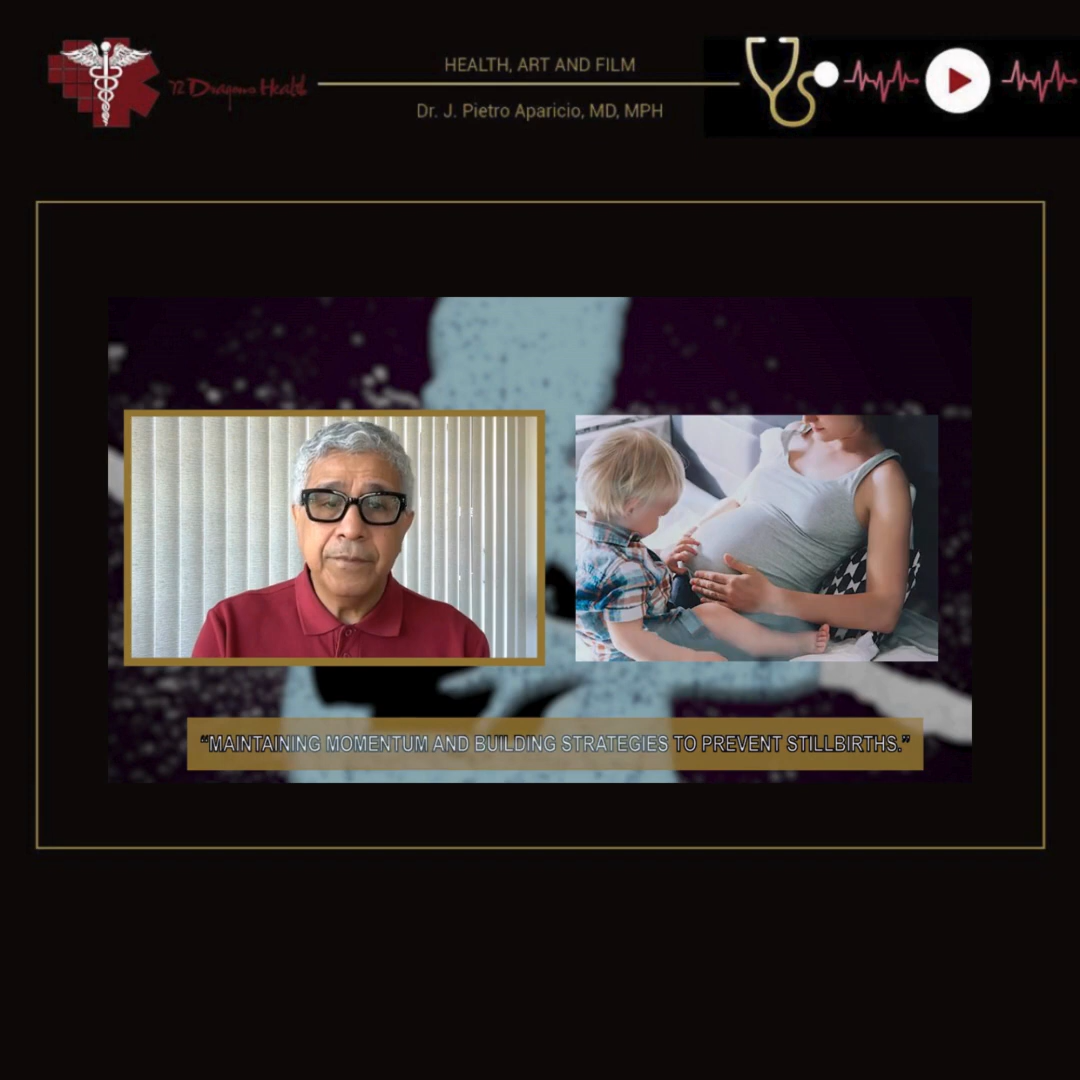 HEALTH, ART AND FILM
72 Dragons Health
Dr. J. Pietro Aparicio, MD, MPH
“MAINTAINING MOMENTUM AND BUILDING STRATEGIES TO PREVENT STILLBIRTHS.”